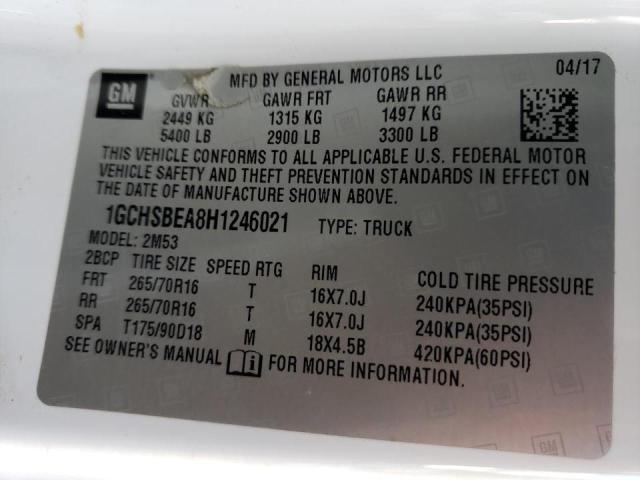 GM
MFD BY GENERAL MOTORS LLC 04/17
GVWR GAWR FRT GAWR RR
2449 KG 1315 KG 1497 KG
5400 LB 2900 LB 3300 LB
THIS VEHICLE CONFORMS TO ALL APPLICABLE U.S. FEDERAL MOTOR
VEHICLE SAFETY AND THEFT PREVENTION STANDARDS IN EFFECT ON
THE DATE OF MANUFACTURE SHOWN ABOVE.
1GCHSBEA8H1246021 TYPE: TRUCK
MODEL: 2M53
2BCP TIRE SIZE SPEED RTG RIM COLD TIRE PRESSURE
FRT 265/70R16 T 16X7.0J 240KPA(35PSI)
RR 265/70R16 T 16X7.0J 240KPA(35PSI)
SPA T175/90D18 M 18X4.5B 420KPA(60PSI)
SEE OWNER'S MANUAL FOR MORE INFORMATION.